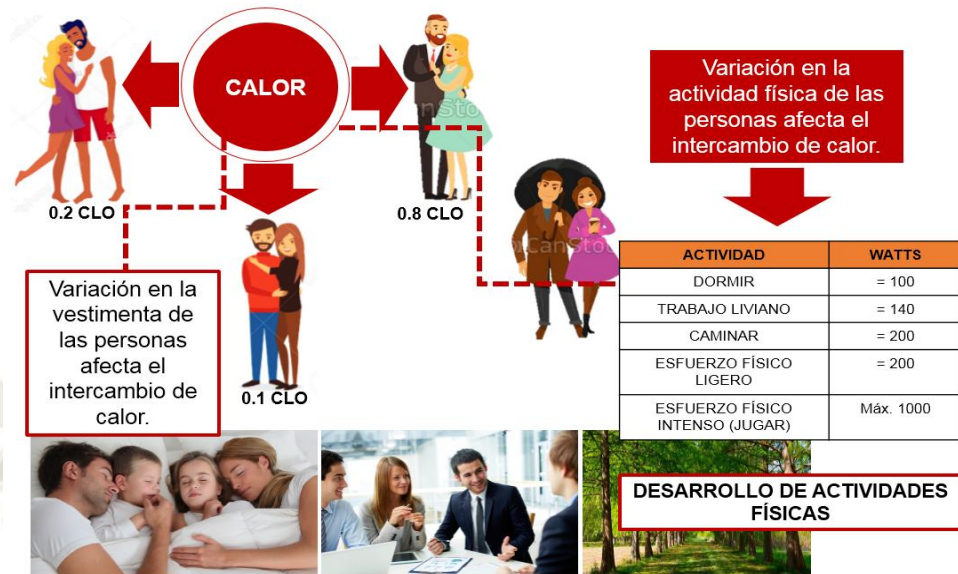 CALOR
0.2 CLO
0.8 CLO
0.1 CLO
Variación en la
vestimenta de
las personas
afecta el
intercambio de
calor.
Variación en la
actividad física de las
personas afecta el
intercambio de calor.
ACTIVIDAD WATTS
DORMIR = 100
TRABAJO LIVIANO = 140
CAMINAR = 200
ESFUERZO FÍSICO
LIGERO = 200
ESFUERZO FÍSICO
INTENSO (JUGAR) Máx. 1000
DESARROLLO DE ACTIVIDADES
FÍSICAS